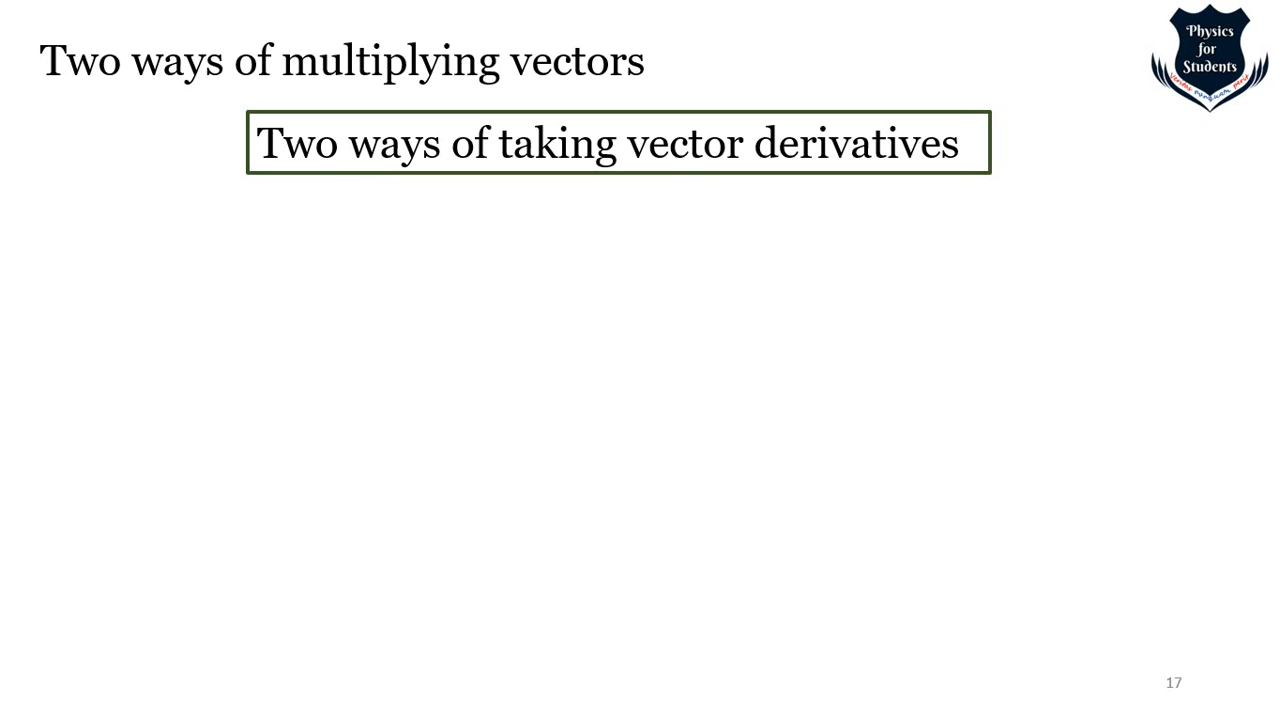 Two ways of multiplying vectors
Physics
for
Students
Two ways of taking vector derivatives
17